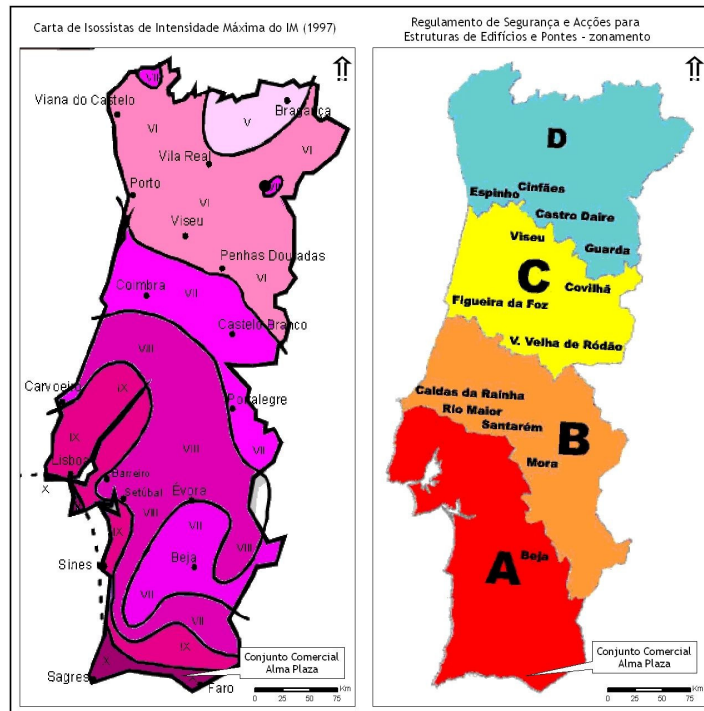 Carta de Isossistas de Intensidade Máxima do IM (1997)
VII
Viana do Castelo
V
Bragança
VI
VI
Vila Real
VII
Porto
VI
Viseu
Penhas Douradas
VI
Coimbra
VII
Castelo Branco
VIII
Carvoeiro
IX
Portalegre
IX
VIII
VII
Lisboa
Barreiro
X
Setúbal
Évora
VIII
IX
VII
VIII
Sines
Beja
VII
VIII
IX
X
Sagres
Faro
Conjunto Comercial
Alma Plaza
0 25 50 75 Km
Regulamento de Segurança e Acções para
Estruturas de Edifícios e Pontes - zonamento
D
Cinfães
Espinho
Castro Daire
Viseu
Guarda
C
Covilhã
Figueira da Foz
V. Velha de Ródão
Caldas da Raínha
Rio Maior
Santarém
B
Mora
Beja
A
Conjunto Comercial
Alma Plaza
0 25 50 75 Km